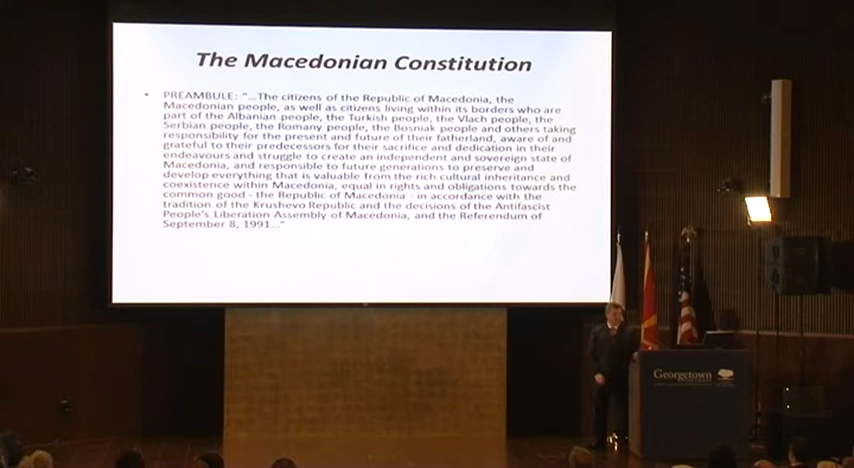 The Macedonian Constitution
• PREAMBULE: "...The citizens of the Republic of Macedonia, the
Macedonian people, as well as citizens living within its borders who are
part of the Albanian people, the Turkish people, the Vlach people, the
Serbian people, the Romany people, the Bosniak people and others taking
responsibility for the present and future of their fatherland, aware of and
grateful to their predecessors for their sacrifice and dedication in their
endeavours and struggle to create an independent and sovereign state of
Macedonia, and responsible to future generations to preserve and
develop everything that is valuable from the rich cultural inheritance and
coexistence within Macedonia, equal in rights and obligations towards the
common good - the Republic of Macedonia - in accordance with the
tradition of the Krushevo Republic and the decisions of the Antifascist
People's Liberation Assembly of Macedonia, and the Referendum of
September 8, 1991..."
Georgetown